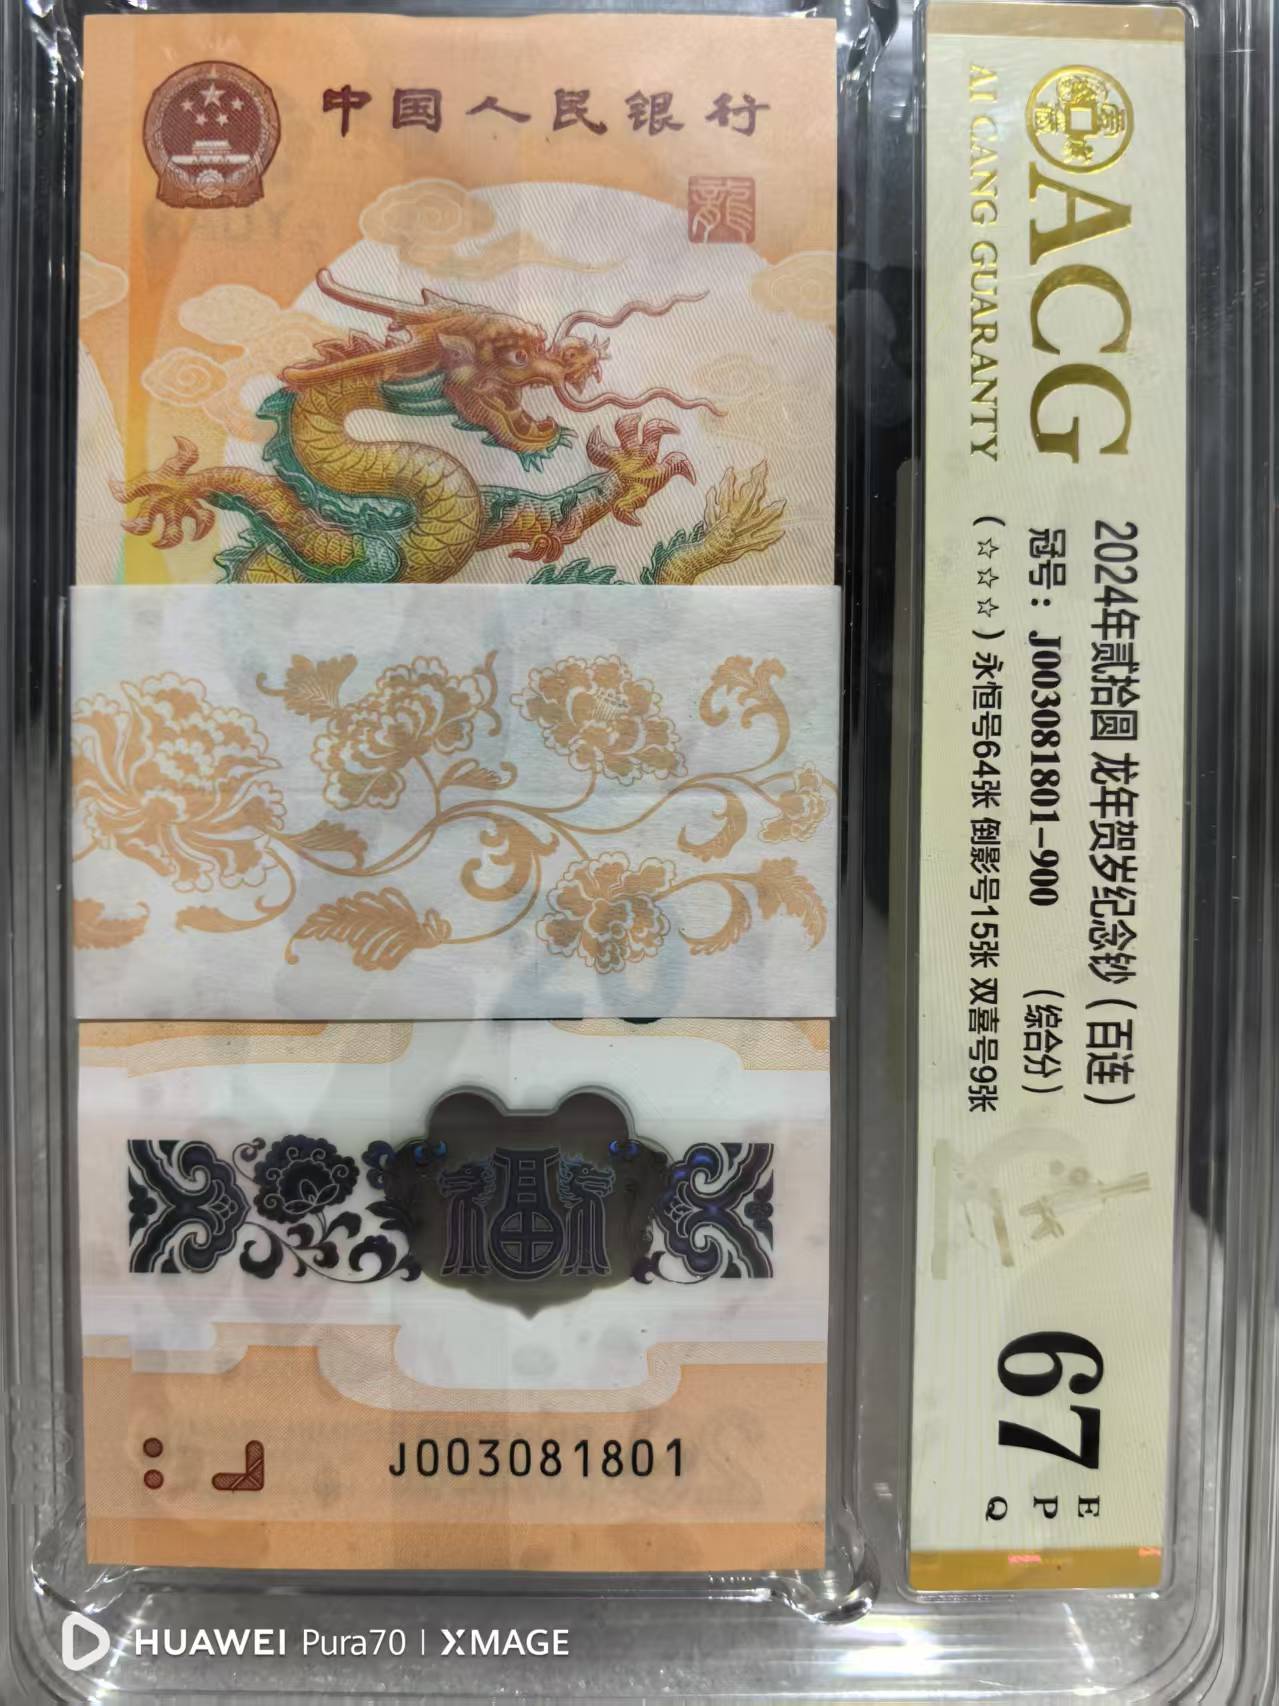 中国人民银行
龍
福
J003081801
ACG
AI CANG GUARANTY
2024年贰拾圆 龙年贺岁纪念钞（百连）
冠号：J003081801-900 （综合分）
（☆☆☆）永恒号64张 倒影号15张 双喜号9张
67
E
P
Q
HUAWEI Pura70 | XMAGE